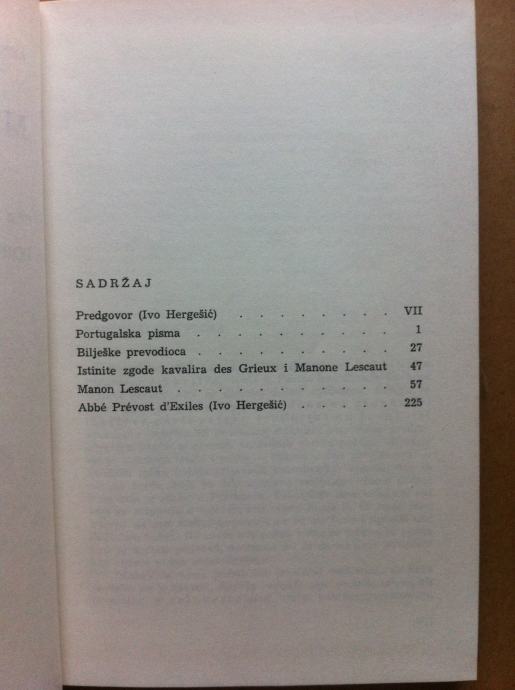 SADRŽAJ
Predgovor (Ivo Hergešić) . . . . . . . . VII
Portugalska pisma . . . . . . . . . . 1
Bilješke prevodioca . . . . . . . . . . 27
Istinite zgode kavalira des Grieux i Manone Lescaut 47
Manon Lescaut . . . . . . . . . . . 57
Abbé Prévost d'Exiles (Ivo Hergešić) . . . . . 225